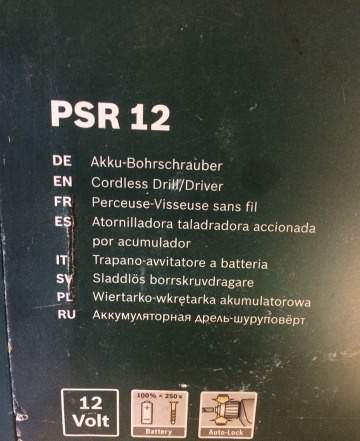 PSR 12
DE Akku-Bohrschrauber
EN Cordless Drill/Driver
FR Perceuse-Visseuse sans fil
ES Atornilladora taladradora accionada
por acumulador
IT Trapano-avvitatore a batteria
SV Sladdlös borrskruvdragare
PL Wiertarko-wkrętarka akumulatorowa
RU Аккумуляторная дрель-шуруповёрт
12
Volt
100% = 250 x
Battery
Auto-Lock